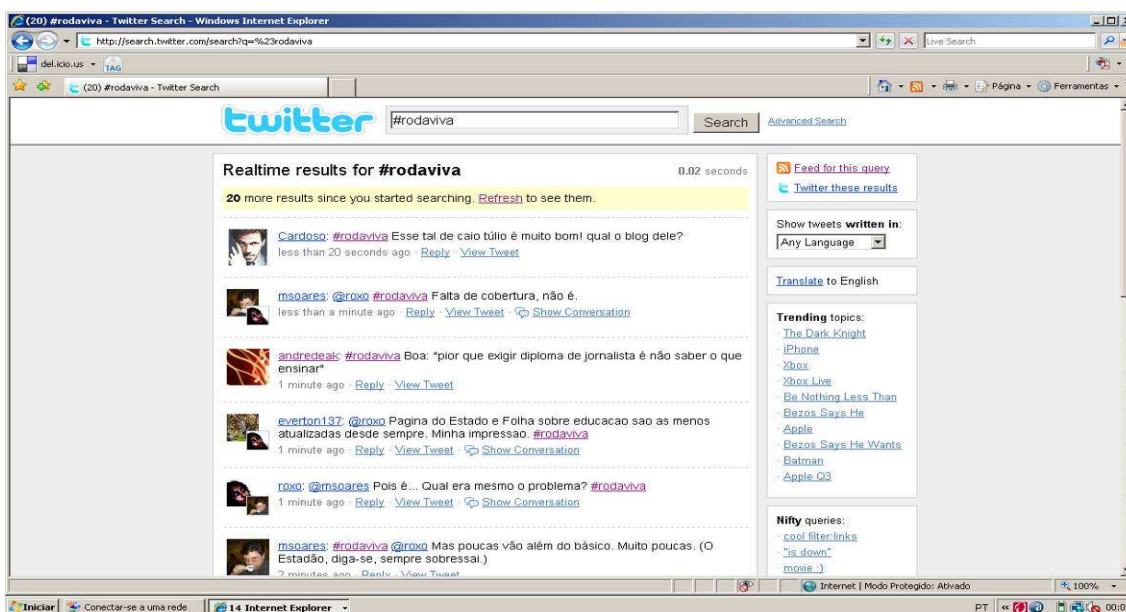 (20) #rodaviva - Twitter Search - Windows Internet Explorer
http://search.twitter.com/search?q=%23rodaviva
Live Search
del.icio.us
TAG
(20) #rodaviva - Twitter Search
Página
Ferramentas
twitter
#rodaviva
Search
Advanced Search
Realtime results for #rodaviva
0.02 seconds
20 more results since you started searching. Refresh to see them.
Cardoso: #rodaviva Esse tal de caio túlio é muito bom! qual o blog dele?
less than 20 seconds ago · Reply · View Tweet
msoares: @roxo #rodaviva Falta de cobertura, não é.
less than a minute ago · Reply · View Tweet · Show Conversation
andredeak: #rodaviva Boa: "pior que exigir diploma de jornalista é não saber o que
ensinar"
1 minute ago · Reply · View Tweet
everton137: @roxo Pagina do Estado e Folha sobre educacao sao as menos
atualizadas desde sempre. Minha impressao. #rodaviva
1 minute ago · Reply · View Tweet · Show Conversation
roxo: @msoares Pois é... Qual era mesmo o problema? #rodaviva
1 minute ago · Reply · View Tweet · Show Conversation
msoares: #rodaviva @roxo Mas poucas vão além do básico. Muito poucas. (O
Estadão, diga-se, sempre sobressai.)
2 minutes ago · Reply · View Tweet
Feed for this query
Twitter these results
Show tweets written in:
Any Language
Translate to English
Trending topics:
· The Dark Knight
· iPhone
· Xbox
· Xbox Live
· Be Nothing Less Than
· Bezos Says He
· Apple
· Bezos Says He Wants
· Batman
· Apple Q3
Nifty queries:
· cool filter:links
· "is down"
· movie :)
Internet | Modo Protegido: Ativado
100%
Iniciar
Conectar-se a uma rede
14 Internet Explorer
PT